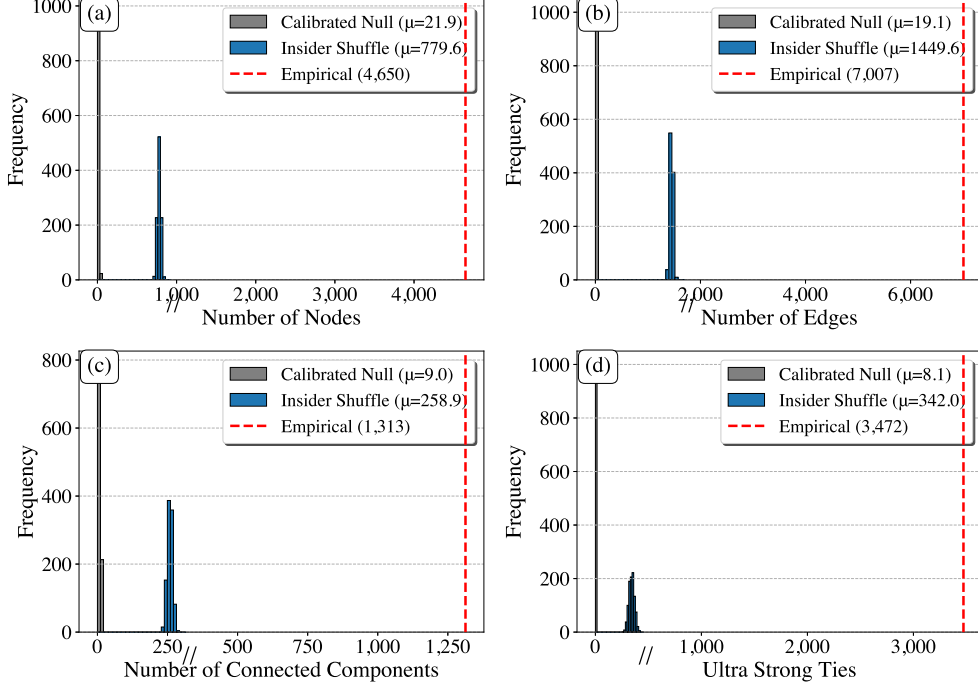 (a)
Calibrated Null (μ=21.9)
Insider Shuffle (μ=779.6)
Empirical (4,650)
1000
800
600
400
200
0
Frequency
0
1,000
2,000
3,000
4,000
//
Number of Nodes
(b)
Calibrated Null (μ=19.1)
Insider Shuffle (μ=1449.6)
Empirical (7,007)
1000
800
600
400
200
0
Frequency
0
2,000
4,000
6,000
//
Number of Edges
(c)
Calibrated Null (μ=9.0)
Insider Shuffle (μ=258.9)
Empirical (1,313)
800
600
400
200
0
Frequency
0
250
500
750
1,000
1,250
//
Number of Connected Components
(d)
Calibrated Null (μ=8.1)
Insider Shuffle (μ=342.0)
Empirical (3,472)
1000
800
600
400
200
0
Frequency
0
1,000
2,000
3,000
//
Ultra Strong Ties